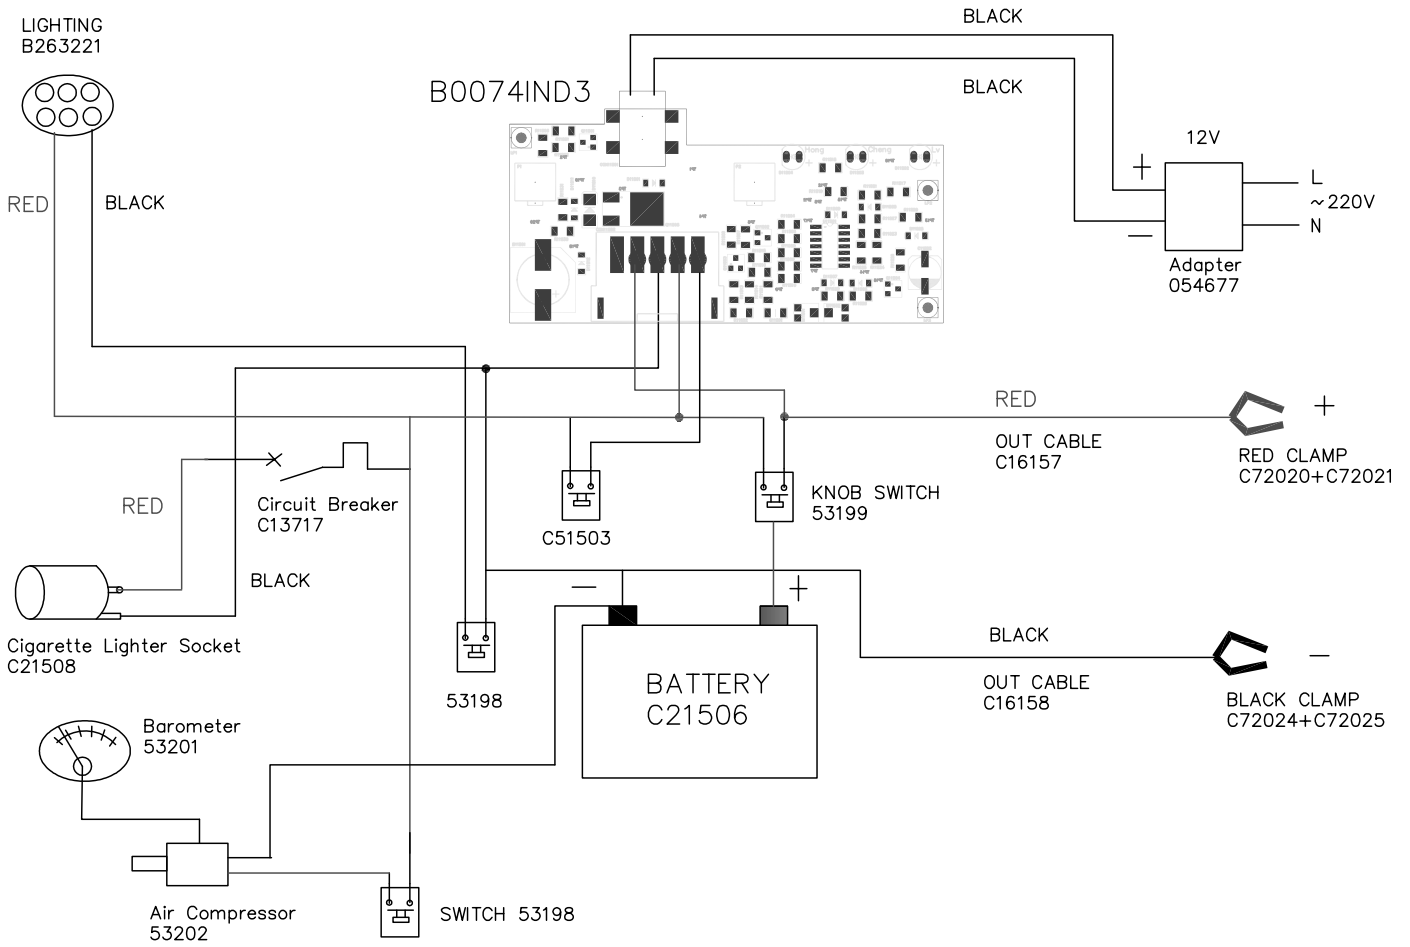 LIGHTING
B263221
BLACK
B0074IND3
BLACK
12V
+
L
~220V
N
−
Adapter
054677
RED
BLACK
RED
OUT CABLE
C16157
+
RED CLAMP
C72020+C72021
RED
Circuit Breaker
C13717
C51503
KNOB SWITCH
53199
BLACK
−
+
Cigarette Lighter Socket
C21508
53198
BATTERY
C21506
BLACK
OUT CABLE
C16158
−
BLACK CLAMP
C72024+C72025
Barometer
53201
Air Compressor
53202
SWITCH 53198